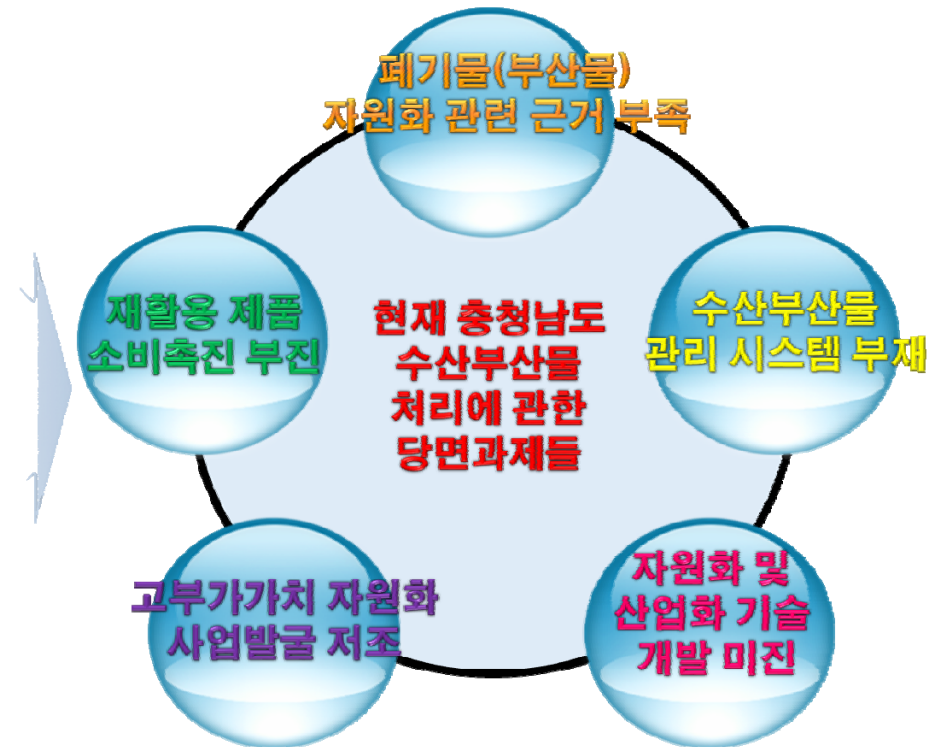 폐기물(부산물)
자원화 관련 근거 부족
재활용 제품
소비촉진 부진
현재 충청남도
수산부산물
처리에 관한
당면과제들
수산부산물
관리 시스템 부재
고부가가치 자원화
사업발굴 저조
자원화 및
산업화 기술
개발 미진